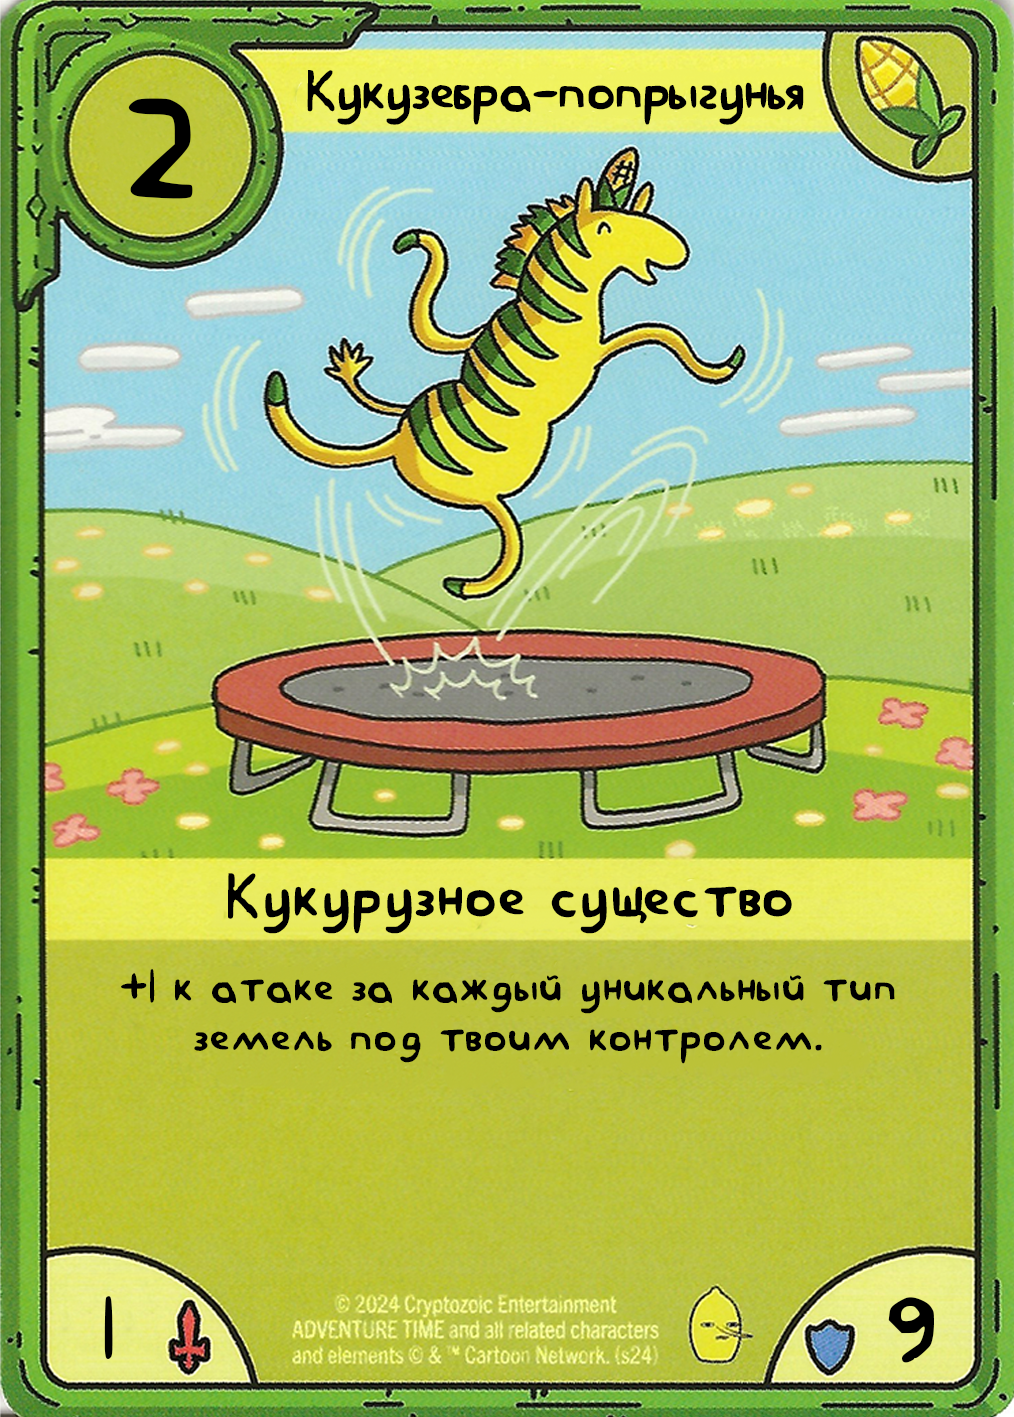 2
Кукузебра-попрыгунья
Кукурузное существо
+1 к атаке за каждый уникальный тип
земель под твоим контролем.
1
9
© 2024 Cryptozoic Entertainment
ADVENTURE TIME and all related characters
and elements © & ™ Cartoon Network. (s24)